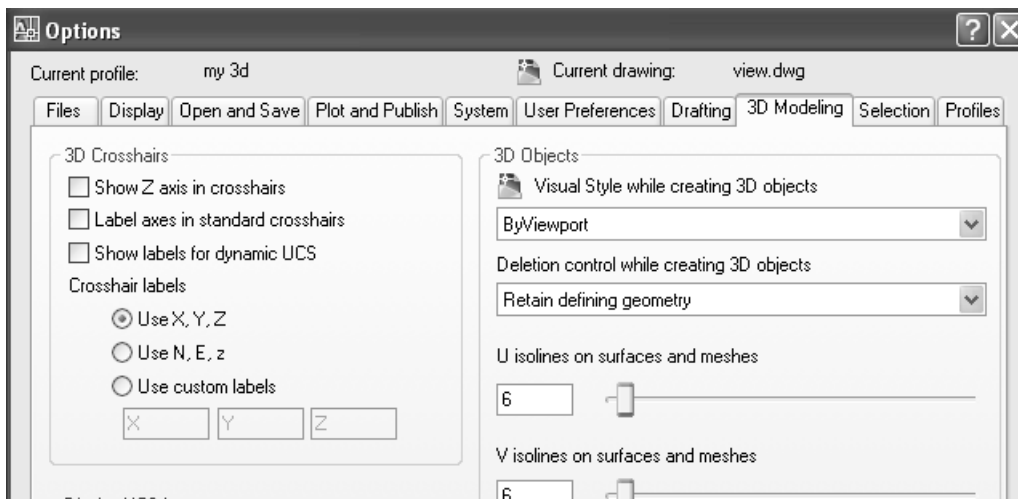 Options
Current profile: my 3d Current drawing: view.dwg
Files Display Open and Save Plot and Publish System User Preferences Drafting 3D Modeling Selection Profiles
3D Crosshairs
Show Z axis in crosshairs
Label axes in standard crosshairs
Show labels for dynamic UCS
Crosshair labels
Use X, Y, Z
Use N, E, z
Use custom labels
X Y Z
3D Objects
Visual Style while creating 3D objects
ByViewport
Deletion control while creating 3D objects
Retain defining geometry
U isolines on surfaces and meshes
6
V isolines on surfaces and meshes
6